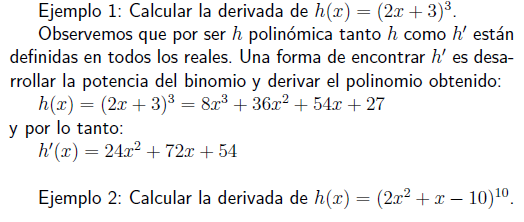 Ejemplo 1: Calcular la derivada de h(x) = (2x + 3)³.
Observemos que por ser h polinómica tanto h como h′ están
definidas en todos los reales. Una forma de encontrar h′ es desa-
rrollar la potencia del binomio y derivar el polinomio obtenido:
h(x) = (2x + 3)³ = 8x³ + 36x² + 54x + 27
y por lo tanto:
h′(x) = 24x² + 72x + 54
Ejemplo 2: Calcular la derivada de h(x) = (2x² + x − 10)¹⁰.